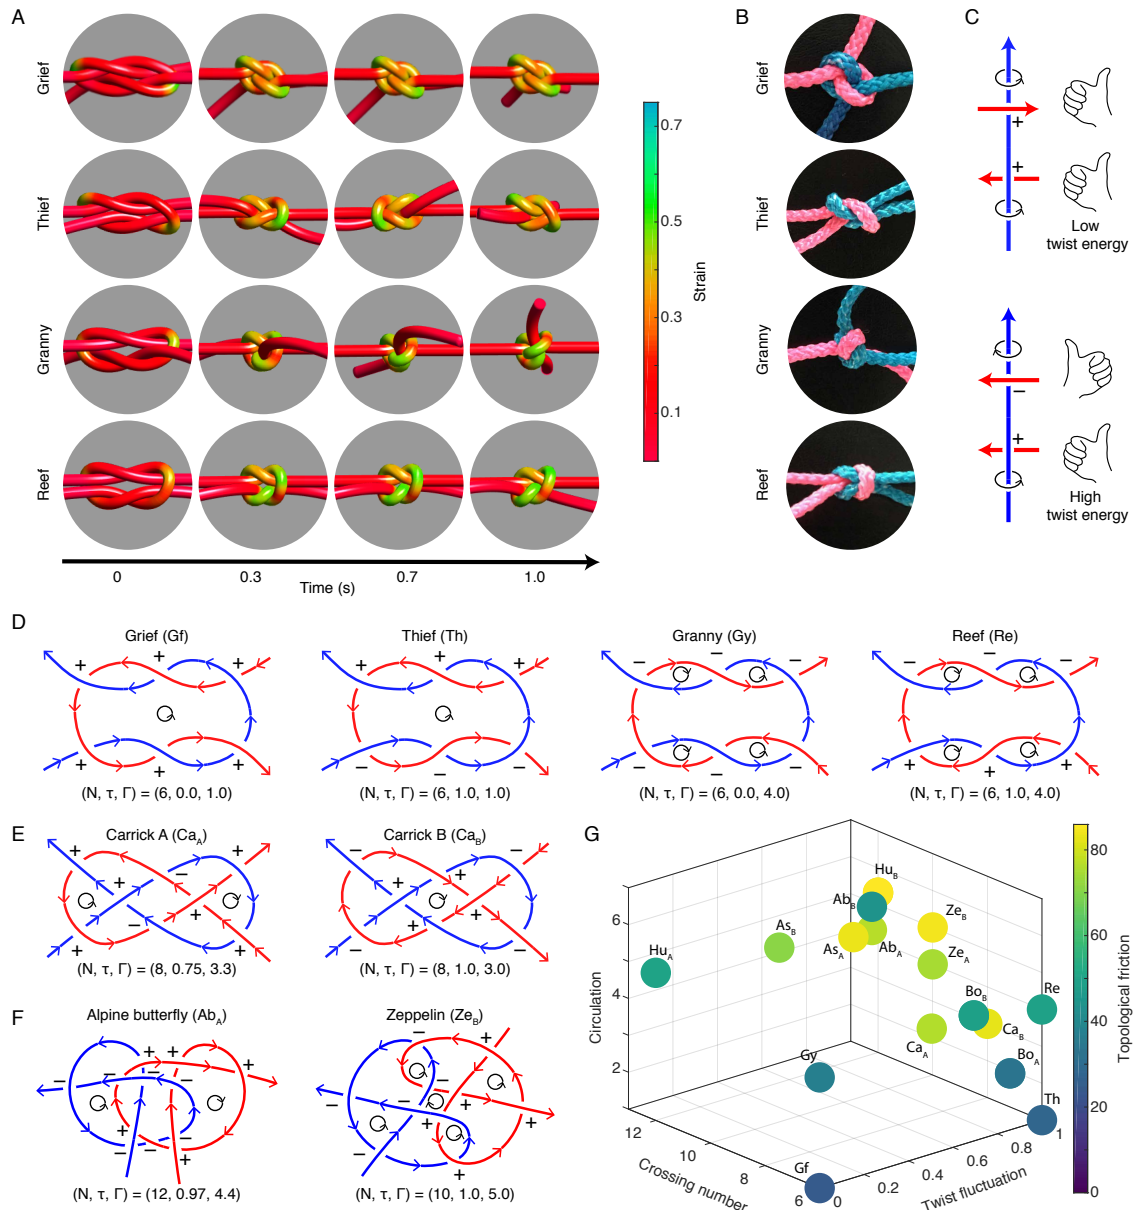 A
B
C
Grief
Thief
Granny
Reef
0.7
0.5
0.3
0.1
Strain
0
0.3
0.7
1.0
Time (s)
Grief
Thief
Granny
Reef
+
+
Low
twist energy
−
+
High
twist energy
D
Grief (Gf)
+ + +
+ + +
(N, τ, Γ) = (6, 0.0, 1.0)
Thief (Th)
+ + +
− − −
(N, τ, Γ) = (6, 1.0, 1.0)
Granny (Gy)
− − −
− − −
(N, τ, Γ) = (6, 0.0, 4.0)
Reef (Re)
− − −
+ + +
(N, τ, Γ) = (6, 1.0, 4.0)
E
Carrick A (CaA)
+ − +
+ +
+ − +
(N, τ, Γ) = (8, 0.75, 3.3)
Carrick B (CaB)
− + −
+ +
− − +
(N, τ, Γ) = (8, 1.0, 3.0)
F
Alpine butterfly (AbA)
+ + +
− − −
+ − − +
(N, τ, Γ) = (12, 0.97, 4.4)
Zeppelin (ZeB)
− + −
− + +
− + +
(N, τ, Γ) = (10, 1.0, 5.0)
G
HuB
AbB
ZeB
AsB
HuA
AsA
AbA
ZeA
BoB
Re
CaA
CaB
Gy
BoA
Th
Gf
6
4
2
Circulation
12
10
8
6
Crossing number
0
0.2
0.4
0.6
0.8
1
Twist fluctuation
80
60
40
20
0
Topological friction